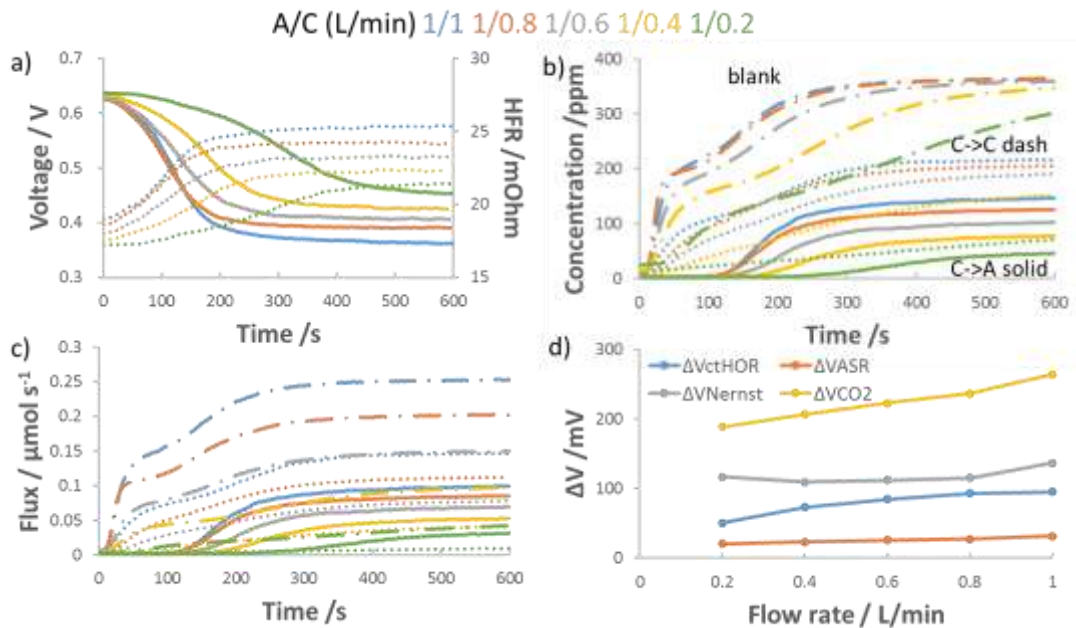 A/C (L/min) 1/1 1/0.8 1/0.6 1/0.4 1/0.2
a)
0.7
0.6
0.5
0.4
0.3
Voltage / V
30
25
20
15
HFR /mOhm
0 100 200 300 400 500 600
Time /s
b)
400
300
200
100
0
Concentration /ppm
blank
C->C dash
C->A solid
0 100 200 300 400 500 600
Time /s
c)
0.3
0.25
0.2
0.15
0.1
0.05
0
Flux / µmol s⁻¹
0 100 200 300 400 500 600
Time /s
d)
300
200
100
0
ΔV /mV
ΔVctHOR ΔVASR
ΔVNernst ΔVCO2
0 0.2 0.4 0.6 0.8 1
Flow rate / L/min